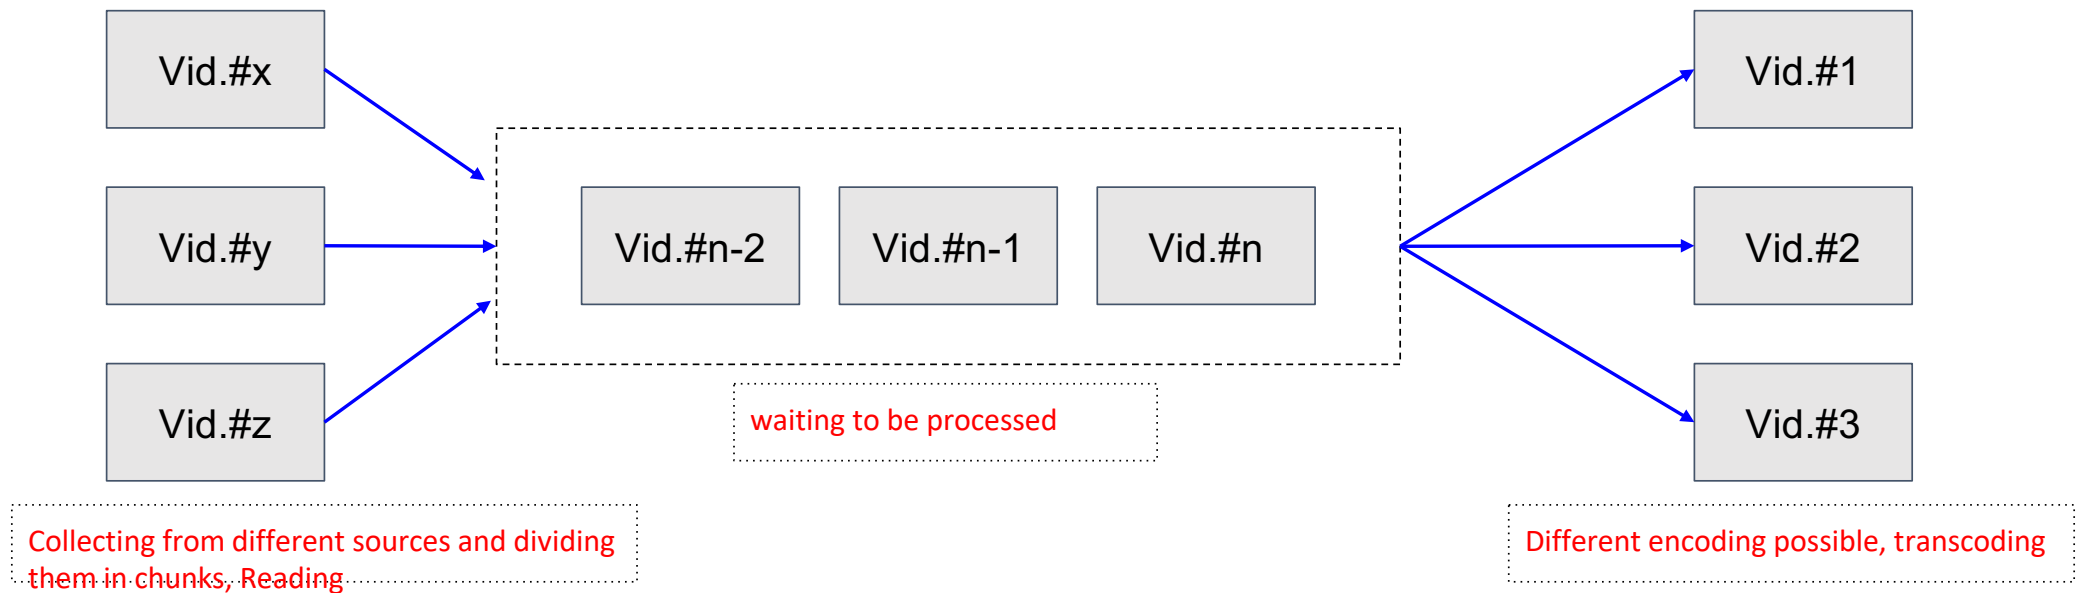 Vid.#x
Vid.#y
Vid.#z
Collecting from different sources and dividing
them in chunks, Reading
Vid.#n-2
Vid.#n-1
Vid.#n
waiting to be processed
Vid.#1
Vid.#2
Vid.#3
Different encoding possible, transcoding